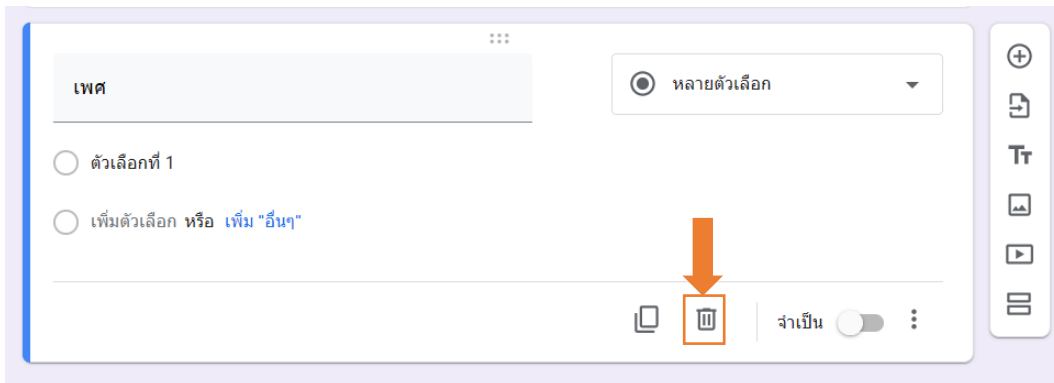 เพศ
หลายตัวเลือก
ตัวเลือกที่ 1
เพิ่มตัวเลือก หรือ เพิ่ม "อื่นๆ"
จำเป็น
Tт